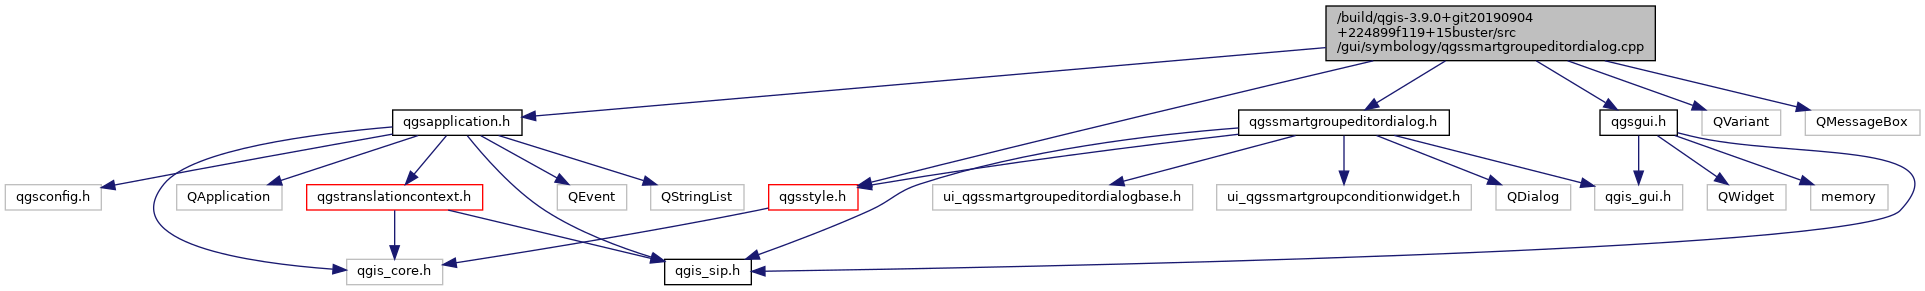 /build/qgis-3.9.0+git20190904
+224899f119+15buster/src
/gui/symbology/qgssmartgroupeditordialog.cpp
qgsapplication.h
qgssmartgroupeditordialog.h
qgsgui.h
QVariant
QMessageBox
qgsconfig.h
QApplication
qgstranslationcontext.h
QEvent
QStringList
qgsstyle.h
ui_qgssmartgroupeditordialogbase.h
ui_qgssmartgroupconditionwidget.h
QDialog
qgis_gui.h
QWidget
memory
qgis_core.h
qgis_sip.h